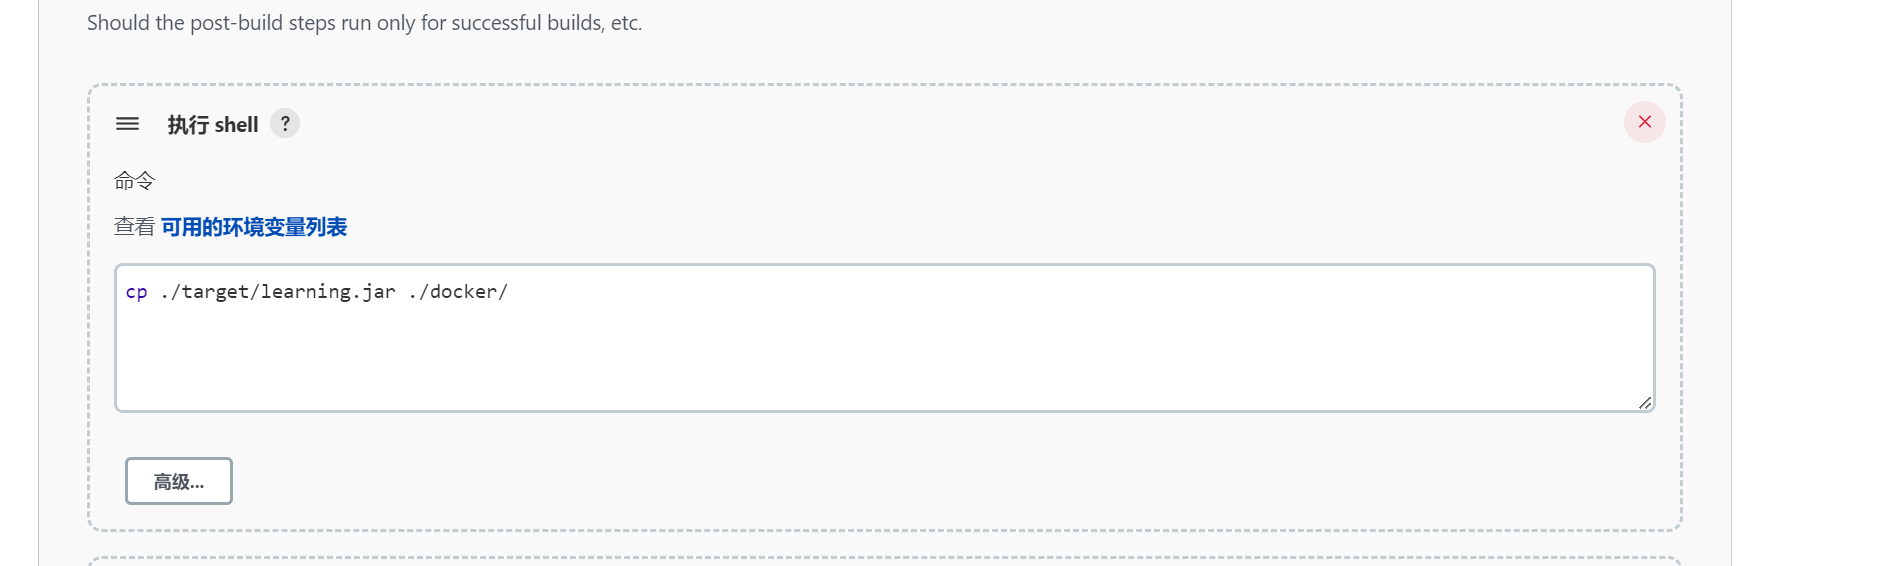 Should the post-build steps run only for successful builds, etc.
执行 shell ?
命令
查看 可用的环境变量列表
cp ./target/learning.jar ./docker/
高级...